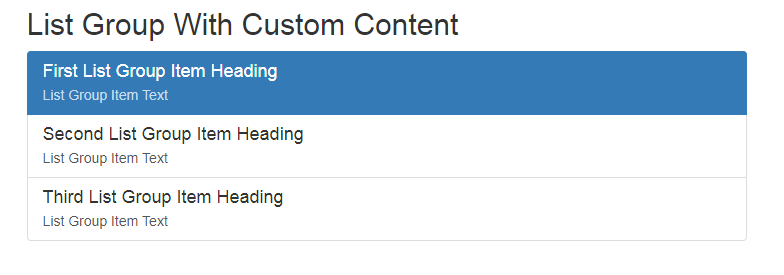 List Group With Custom Content
First List Group Item Heading
List Group Item Text
Second List Group Item Heading
List Group Item Text
Third List Group Item Heading
List Group Item Text